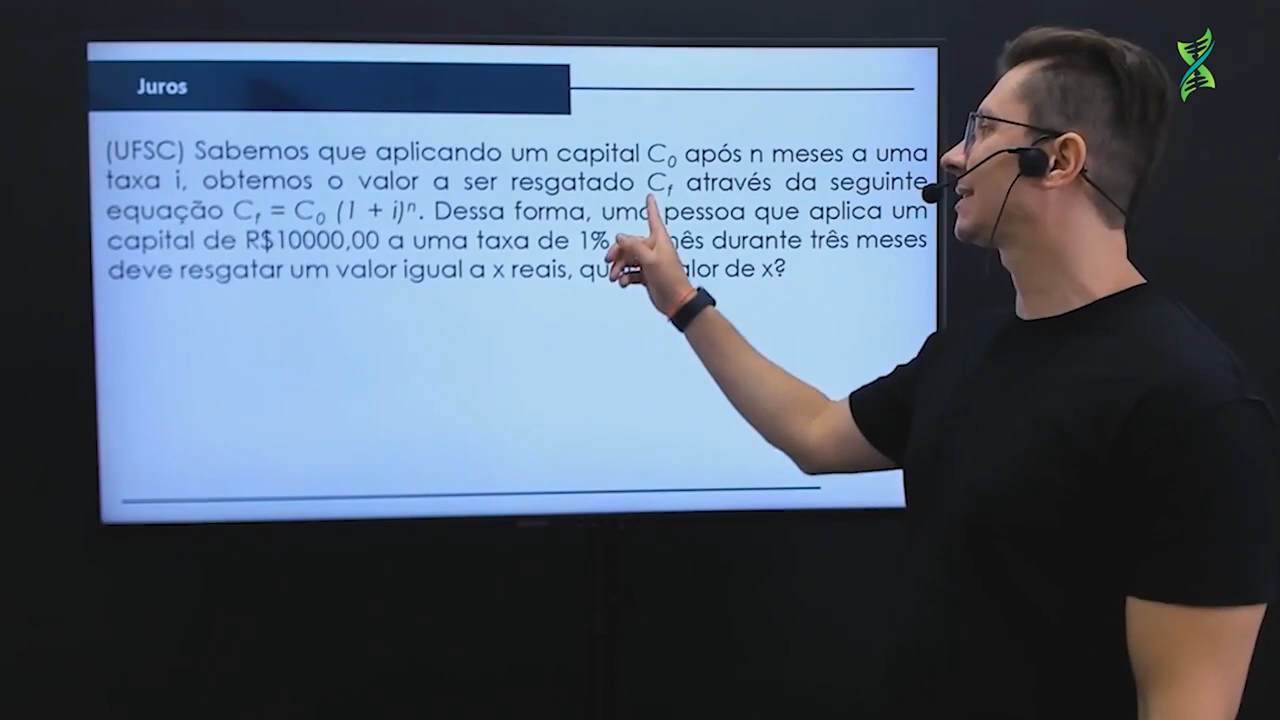 Juros
(UFSC) Sabemos que aplicando um capital C₀ após n meses a uma
taxa i, obtemos o valor a ser resgatado Cf através da seguinte
equação Cf = C₀ (1 + i)ⁿ. Dessa forma, uma pessoa que aplica um
capital de R$10000,00 a uma taxa de 1% durante três meses
deve resgatar um valor igual a x reais, de x?